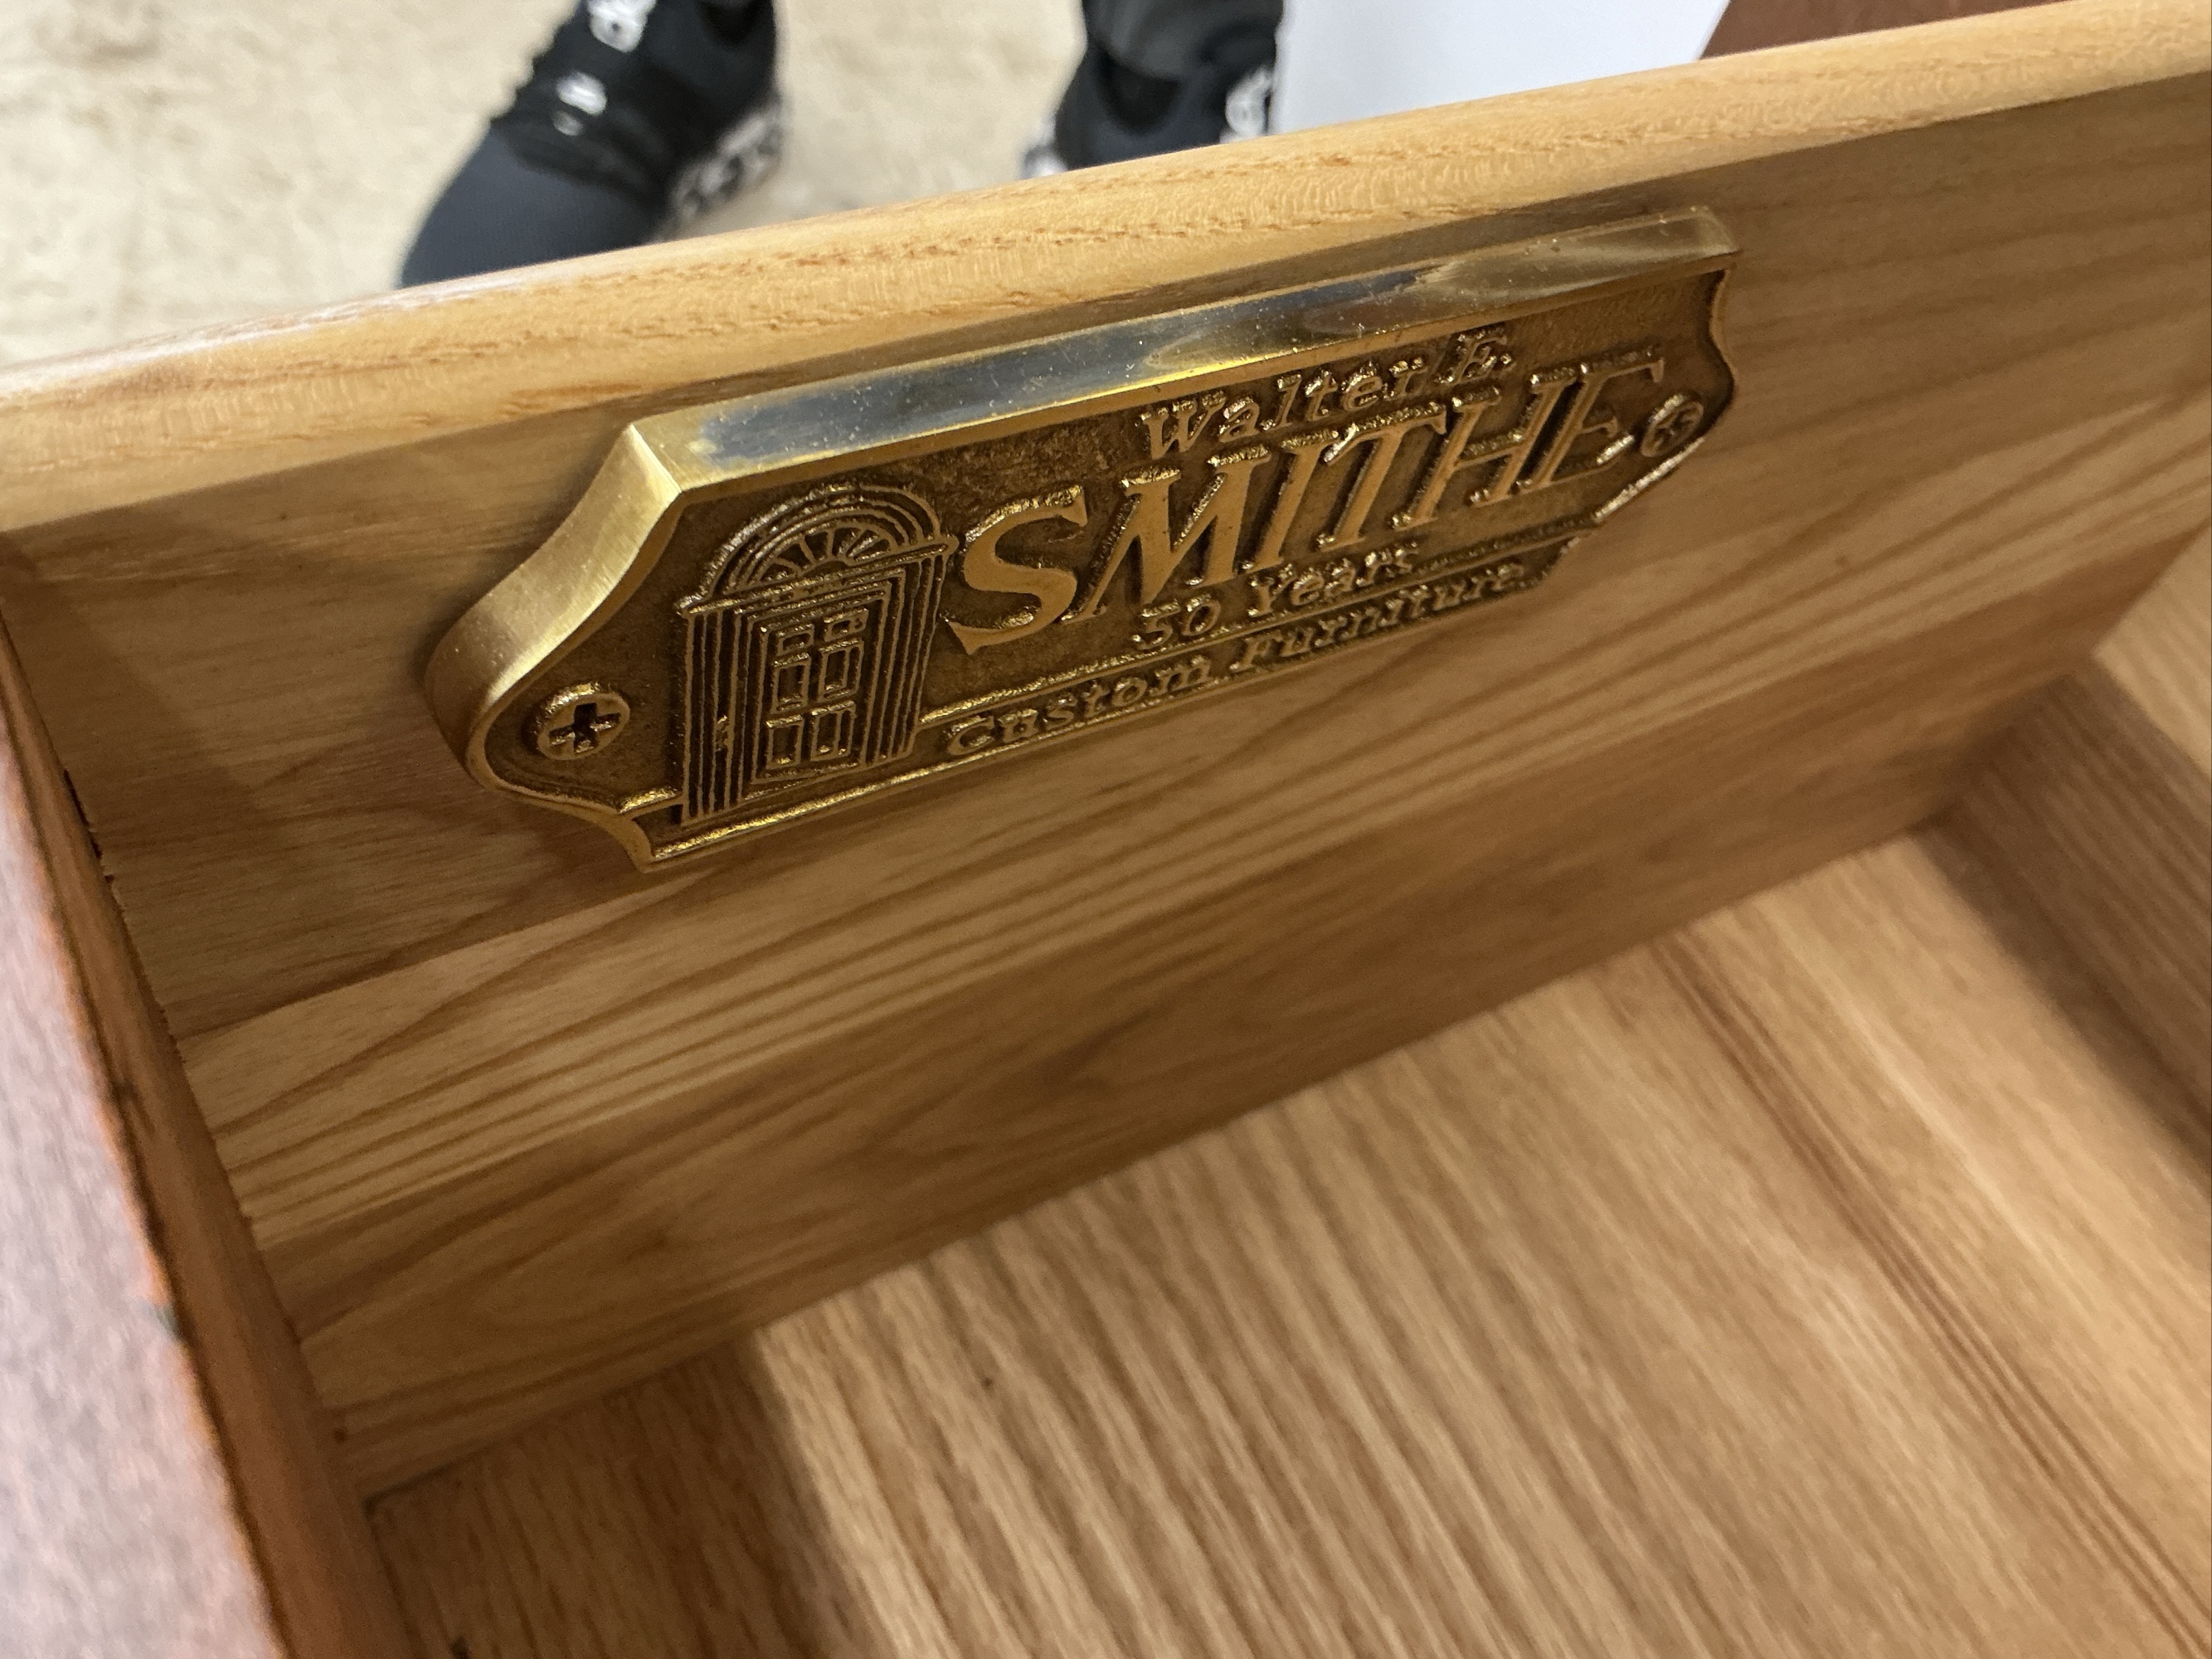 Walter E.
SMITHE
50 Years
Custom Furniture